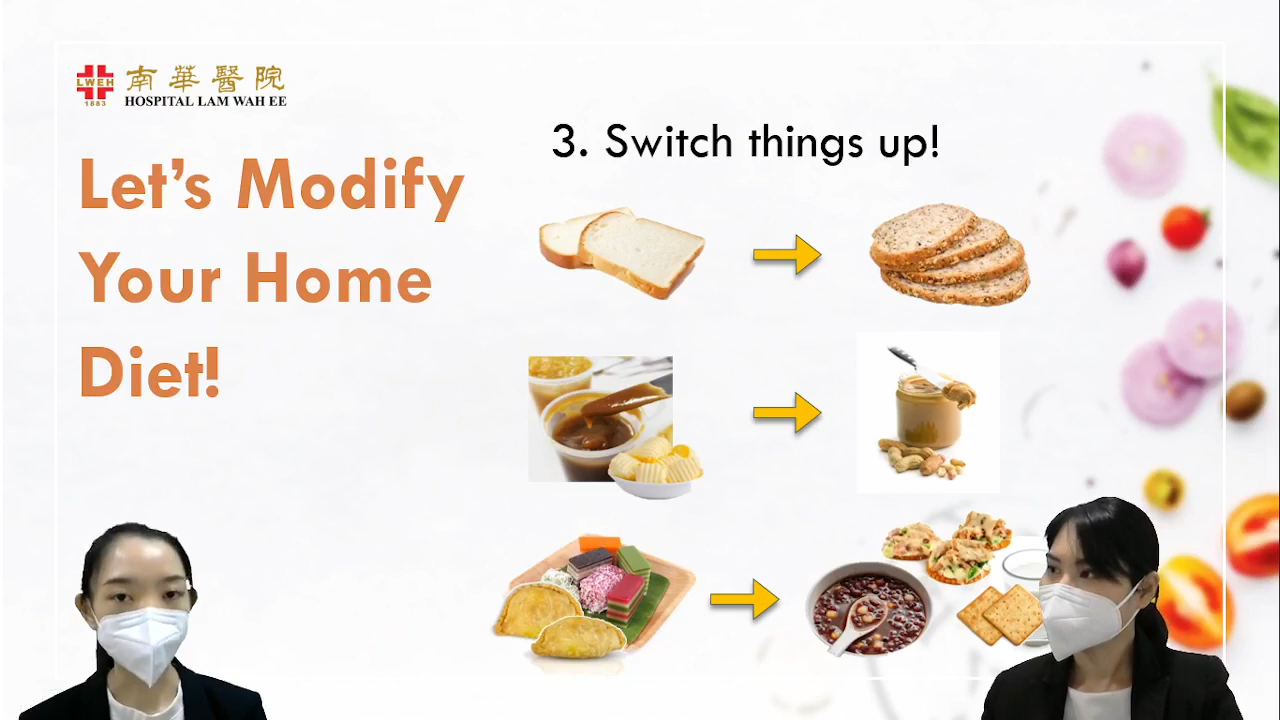 LWEH
1883
南華醫院
HOSPITAL LAM WAH EE
Let's Modify
Your Home
Diet!
3. Switch things up!